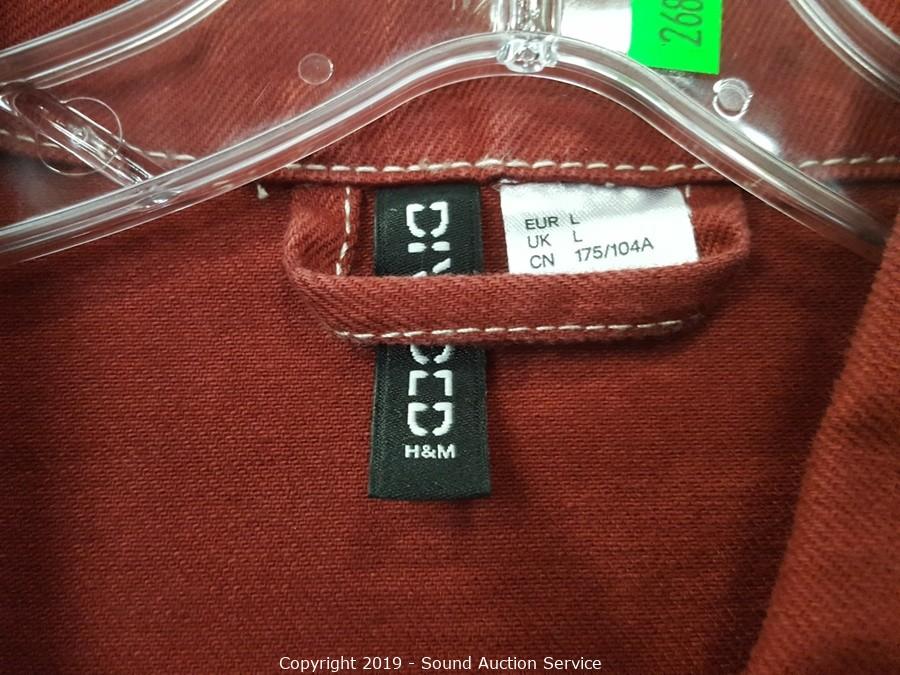 268
EUR L
UK L
CN 175/104A
H&M
Copyright 2019 - Sound Auction Service